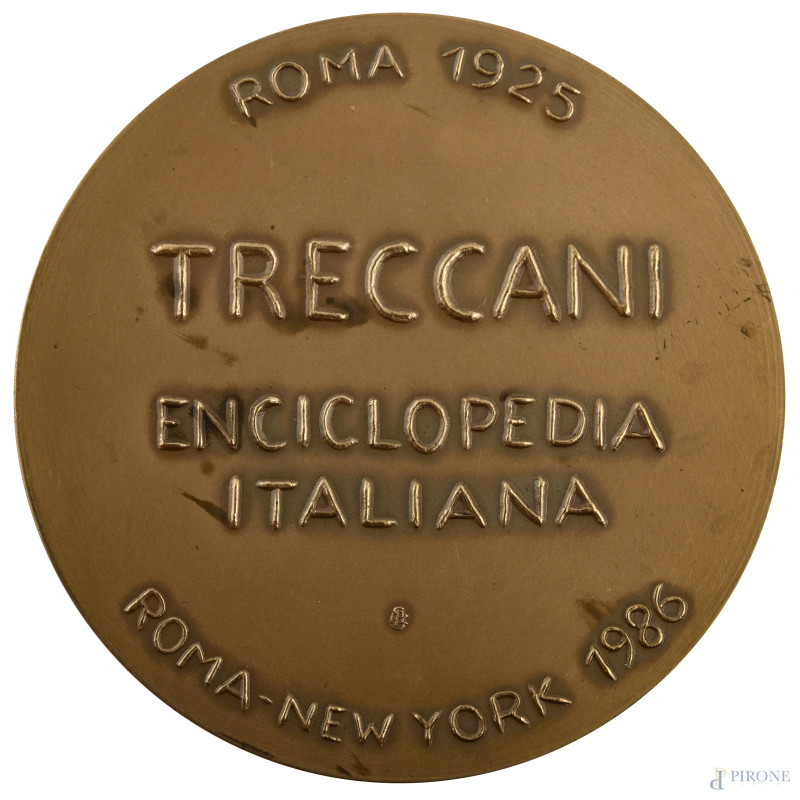 ROMA 1925
TRECCANI
ENCICLOPEDIA
ITALIANA
ROMA-NEW YORK 1986
PIRONE